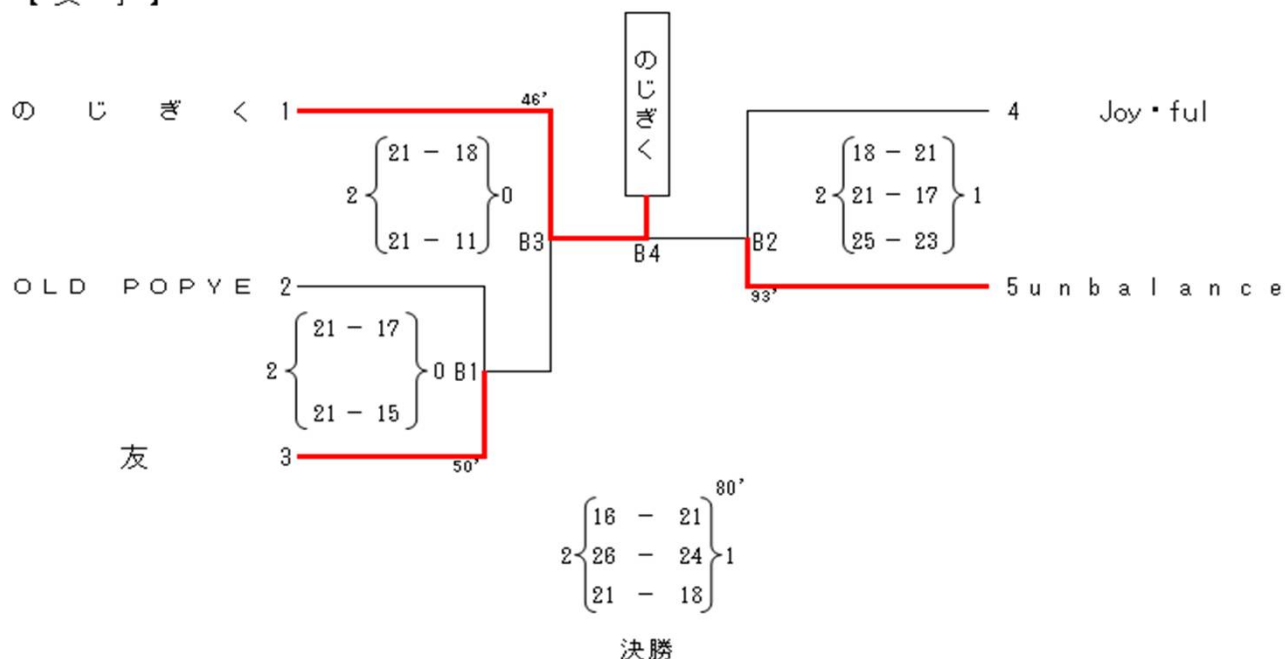 の じ ぎ く 1
46'
のじぎく
4 Joy・ful
2 21 － 18 0
21 － 11
B3
B4
B2
2 18 － 21 1
21 － 17
25 － 23
OLD POPYE 2
93'
5 unbalance
2 21 － 17 0
21 － 15
B1
友 3
50'
80'
2 16 － 21 1
26 － 24
21 － 18
決勝